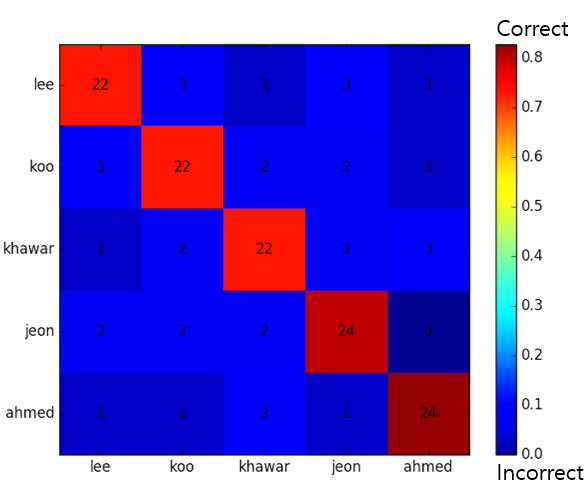 Correct
lee 22 3 1 3 1
koo 3 22 2 2 1
khawar 1 2 22 2 3
jeon 2 2 2 24 0
ahmed 1 1 2 1 24
lee koo khawar jeon ahmed
0.8
0.7
0.6
0.5
0.4
0.3
0.2
0.1
0.0
Incorrect